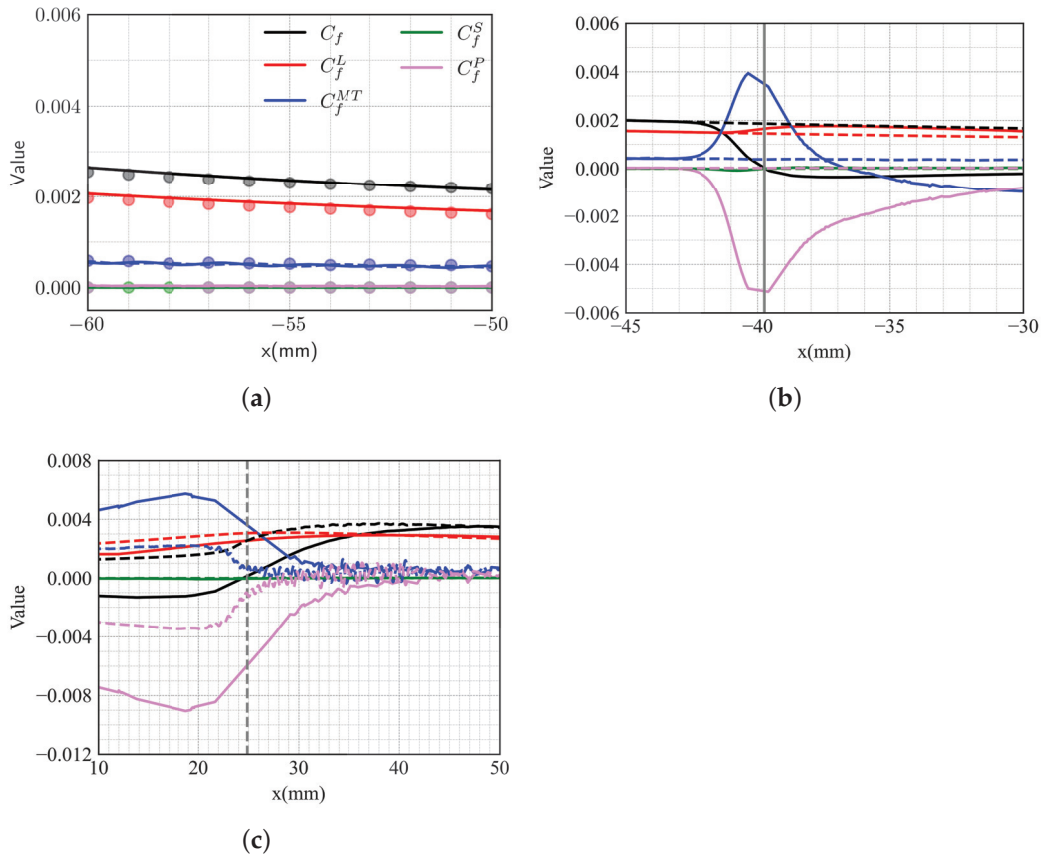 0.006
0.004
0.002
0.000
Value
C_f
C_f^L
C_f^{MT}
C_f^S
C_f^P
−60
−55
−50
x(mm)
(a)
0.006
0.004
0.002
0.000
−0.002
−0.004
−0.006
Value
−45
−40
−35
−30
x(mm)
(b)
0.008
0.004
0.000
−0.004
−0.008
−0.012
Value
10
20
30
40
50
x(mm)
(c)